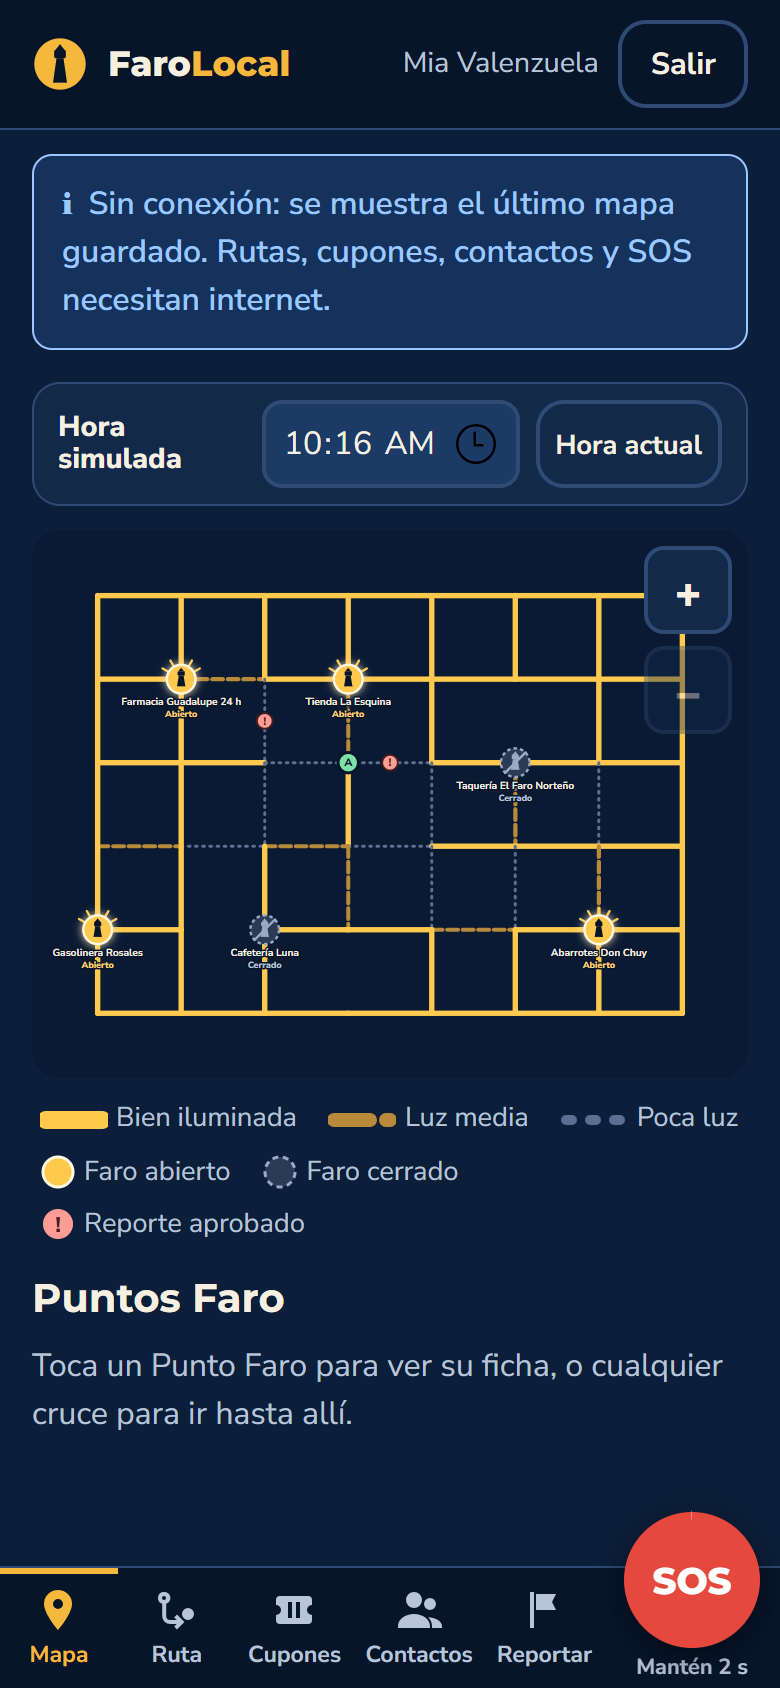 FaroLocal
Mia Valenzuela
Salir
i Sin conexión: se muestra el último mapa
guardado. Rutas, cupones, contactos y SOS
necesitan internet.
Hora
simulada
10:16 AM
Hora actual
+
−
Farmacia Guadalupe 24 h
Abierto
Tienda La Esquina
Abierto
!
A
!
Taquería El Faro Norteño
Cerrado
Gasolinera Rosales
Abierto
Cafetería Luna
Cerrado
Abarrotes Don Chuy
Abierto
Bien iluminada
Luz media
Poca luz
Faro abierto
Faro cerrado
! Reporte aprobado
Puntos Faro
Toca un Punto Faro para ver su ficha, o cualquier
cruce para ir hasta allí.
SOS
Mapa
Ruta
Cupones
Contactos
Reportar
Mantén 2 s